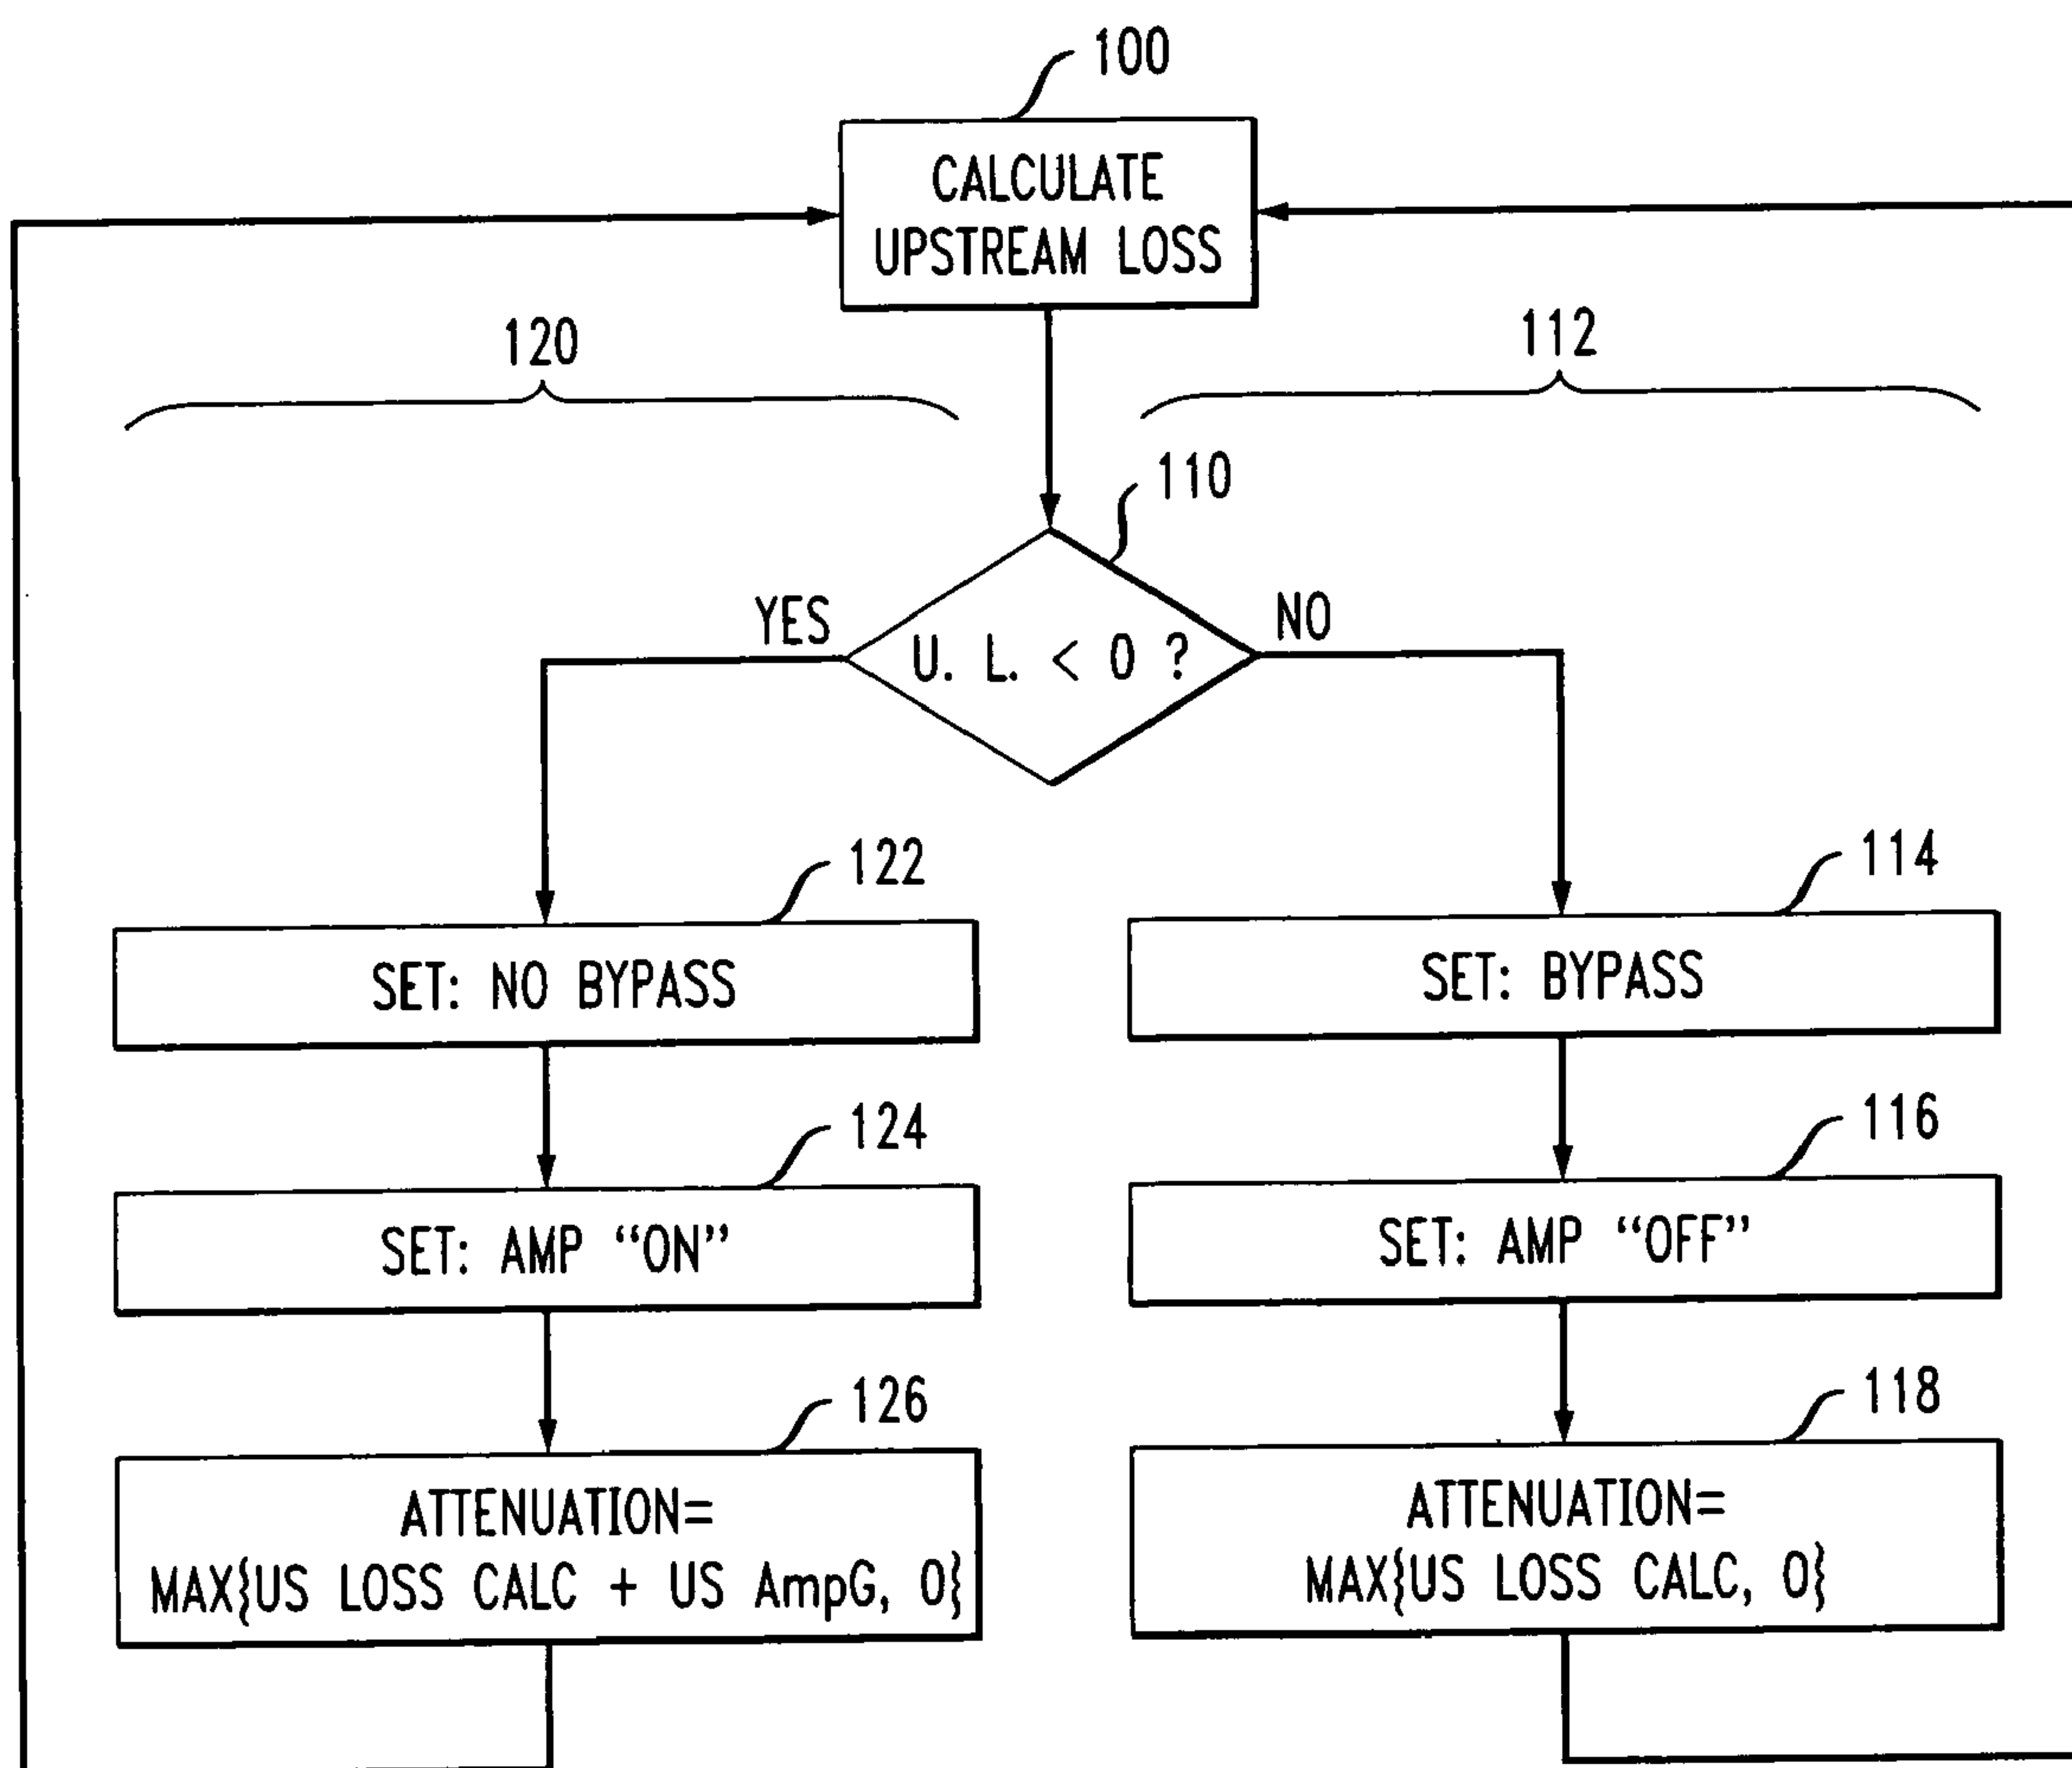 100
CALCULATE
UPSTREAM LOSS
120
112
110
YES
U. L. < 0 ?
NO
122
114
SET: NO BYPASS
SET: BYPASS
124
116
SET: AMP “ON”
SET: AMP “OFF”
126
118
ATTENUATION=
MAX{US LOSS CALC + US AmpG, 0}
ATTENUATION=
MAX{US LOSS CALC, 0}